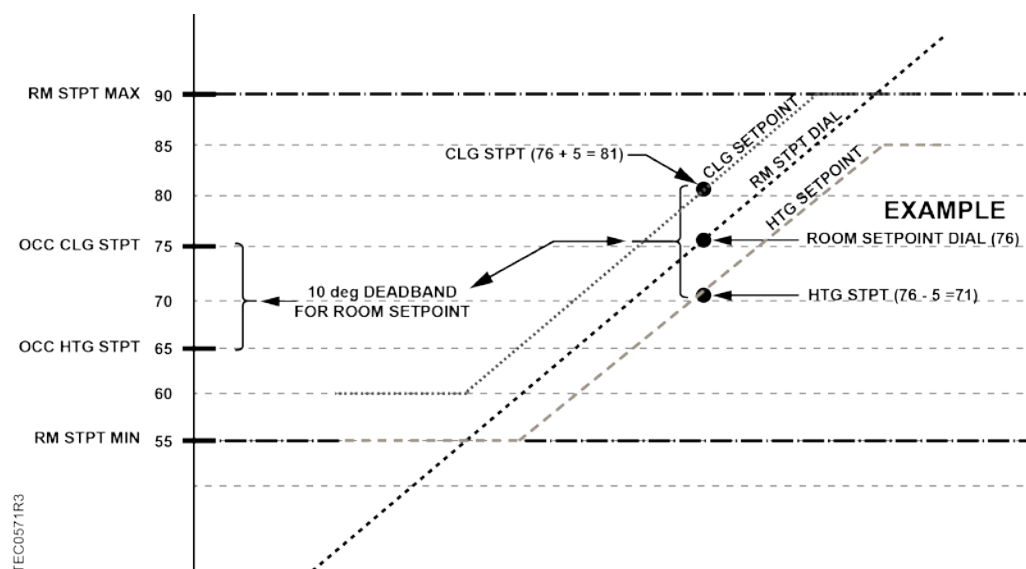 RM STPT MAX 90
85
CLG STPT (76 + 5 = 81)
CLG SETPOINT
RM STPT DIAL
HTG SETPOINT
80
EXAMPLE
OCC CLG STPT 75
ROOM SETPOINT DIAL (76)
10 deg DEADBAND
FOR ROOM SETPOINT
70
HTG STPT (76 - 5 =71)
OCC HTG STPT 65
60
RM STPT MIN 55
TEC0571R3